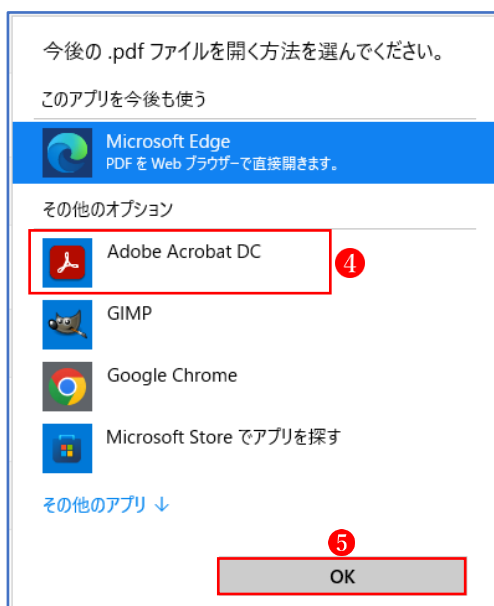 今後の .pdf ファイルを開く方法を選んでください。
このアプリを今後も使う
Microsoft Edge
PDF を Web ブラウザーで直接開きます。
その他のオプション
Adobe Acrobat DC
4
GIMP
Google Chrome
Microsoft Store でアプリを探す
その他のアプリ ↓
5
OK